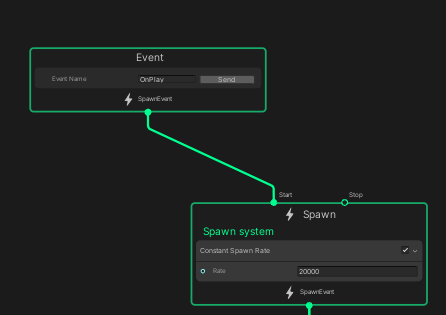 Event
Event Name OnPlay Send
SpawnEvent
Start Stop
Spawn
Spawn system
Constant Spawn Rate
Rate 20000
SpawnEvent